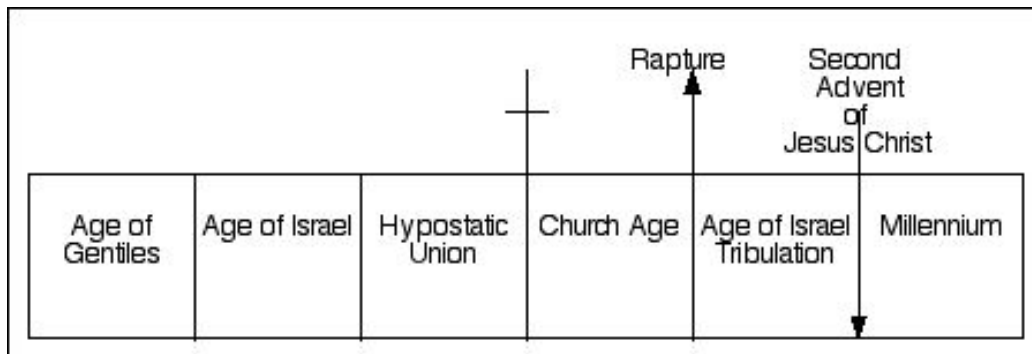 Rapture
Second
Advent
of
Jesus Christ
Age of
Gentiles
Age of Israel
Hypostatic
Union
Church Age
Age of Israel
Tribulation
Millennium